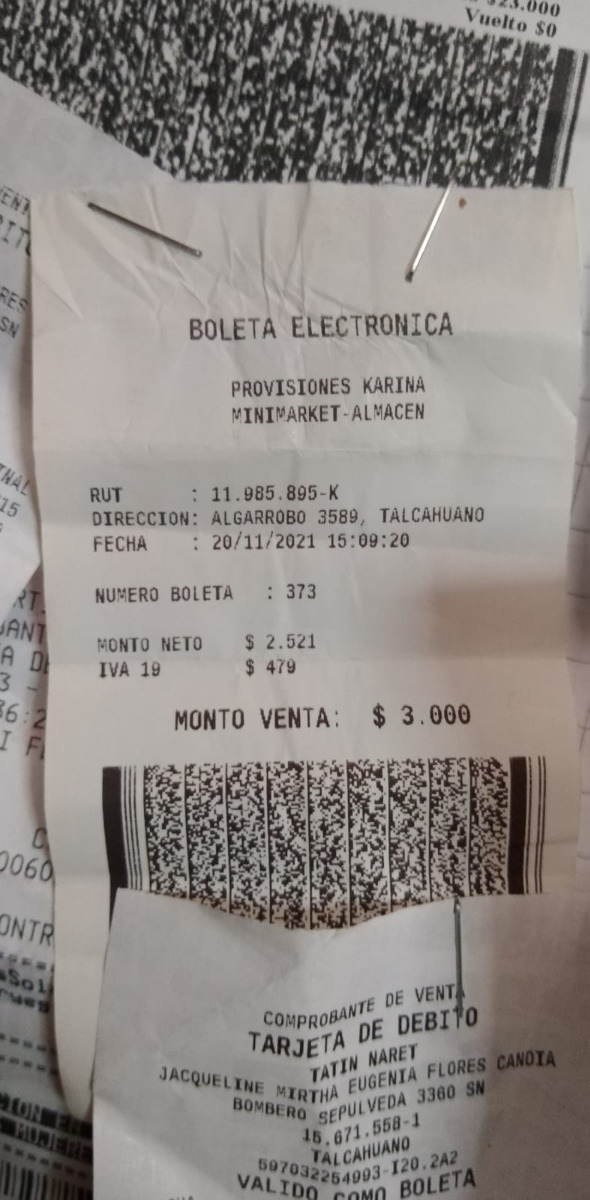 $23.000
Vuelto $0
BOLETA ELECTRONICA
PROVISIONES KARINA
MINIMARKET-ALMACEN
RUT : 11.985.895-K
DIRECCION: ALGARROBO 3589, TALCAHUANO
FECHA : 20/11/2021 15:09:20
NUMERO BOLETA : 373
MONTO NETO $ 2.521
IVA 19 $ 479
MONTO VENTA: $ 3.000
COMPROBANTE DE VENTA
TARJETA DE DEBITO
TATIN NARET
JACQUELINE MIRTHA EUGENIA FLORES CANDIA
BOMBERO SEPULVEDA 3360 SN
15.671.558-1
TALCAHUANO
597032254993-I20.2A2
VALIDO COMO BOLETA